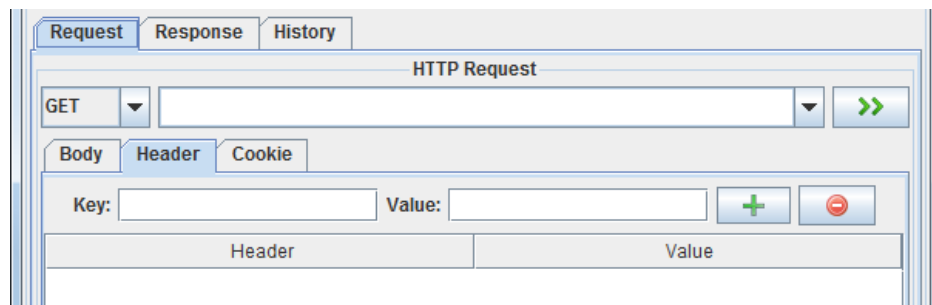 Request Response History
HTTP Request
GET
Body Header Cookie
Key: Value:
Header Value